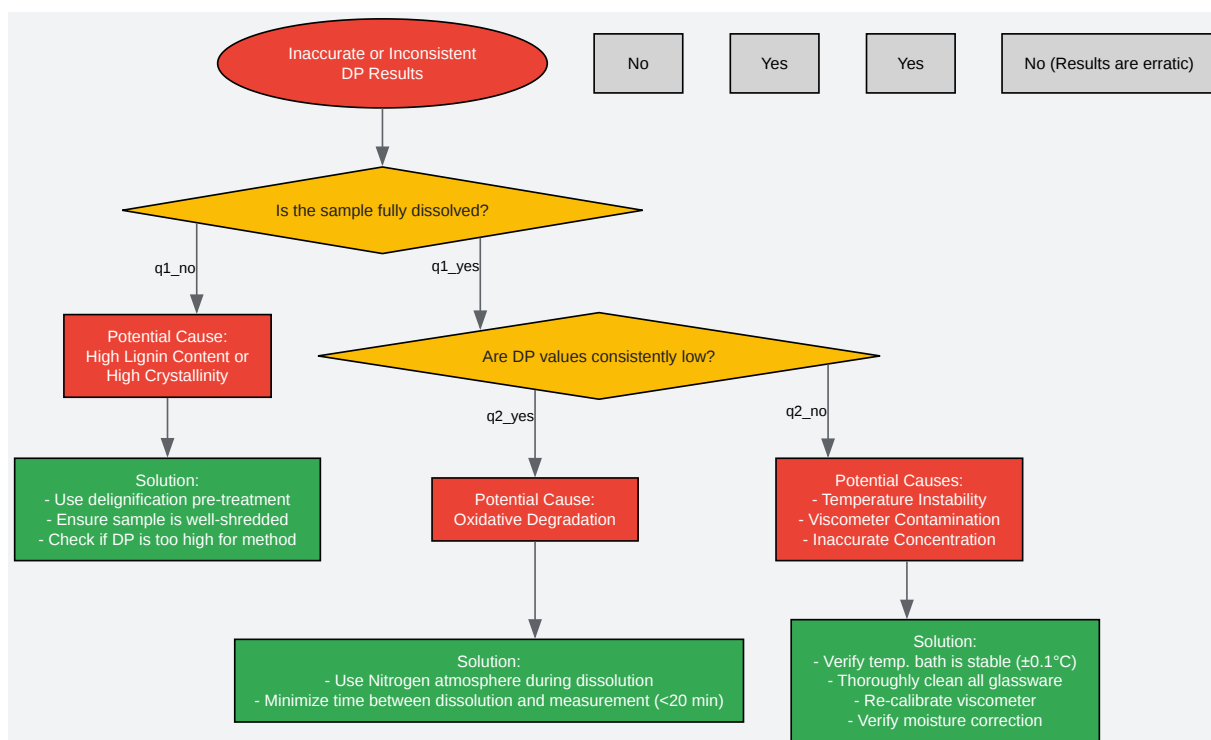 Inaccurate or Inconsistent
DP Results
No
Yes
Yes
No (Results are erratic)
Is the sample fully dissolved?
q1_no
q1_yes
Potential Cause:
High Lignin Content or
High Crystallinity
Are DP values consistently low?
q2_yes
q2_no
Solution:
- Use delignification pre-treatment
- Ensure sample is well-shredded
- Check if DP is too high for method
Potential Cause:
Oxidative Degradation
Potential Causes:
- Temperature Instability
- Viscometer Contamination
- Inaccurate Concentration
Solution:
- Use Nitrogen atmosphere during dissolution
- Minimize time between dissolution and measurement (<20 min)
Solution:
- Verify temp. bath is stable (±0.1°C)
- Thoroughly clean all glassware
- Re-calibrate viscometer
- Verify moisture correction